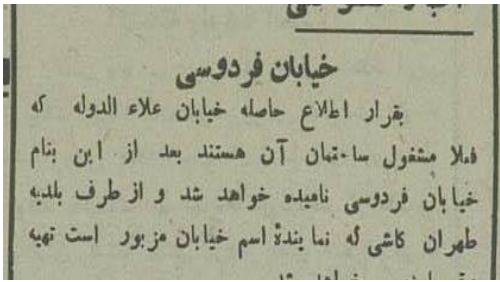 خیابان فردوسی
بقرار اطلاع حاصله خیابان علاء الدوله که
فعلا مشغول ساختمان آن هستند بعد از این بنام
خیابان فردوسی نامیده خواهد شد و از طرف بلدیه
طهران کاشی که نمایندهٔ اسم خیابان مزبور است تهیه